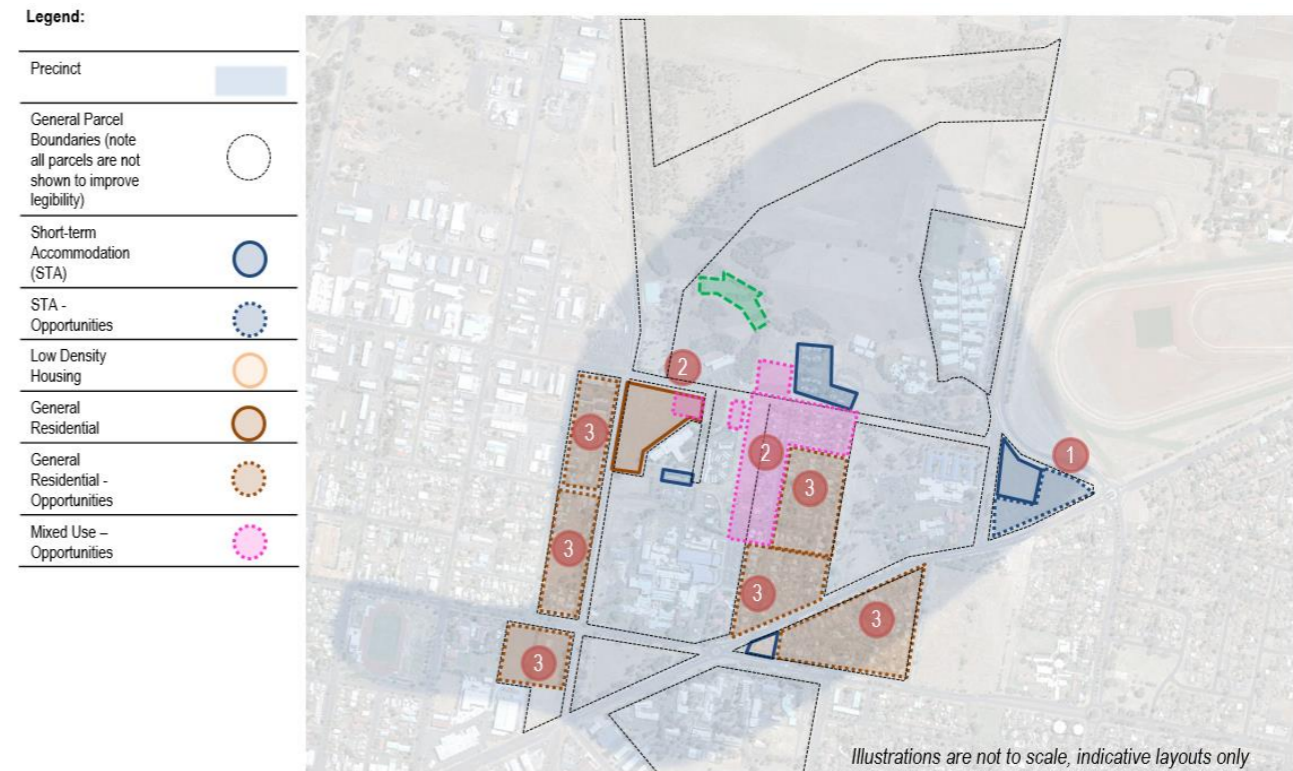 Legend:
Precinct
General Parcel
Boundaries (note
all parcels are not
shown to improve
legibility)
Short-term
Accommodation
(STA)
STA -
Opportunities
Low Density
Housing
General
Residential
General
Residential -
Opportunities
Mixed Use –
Opportunities
2
3
1
2
3
3
3
3
3
Illustrations are not to scale, indicative layouts only